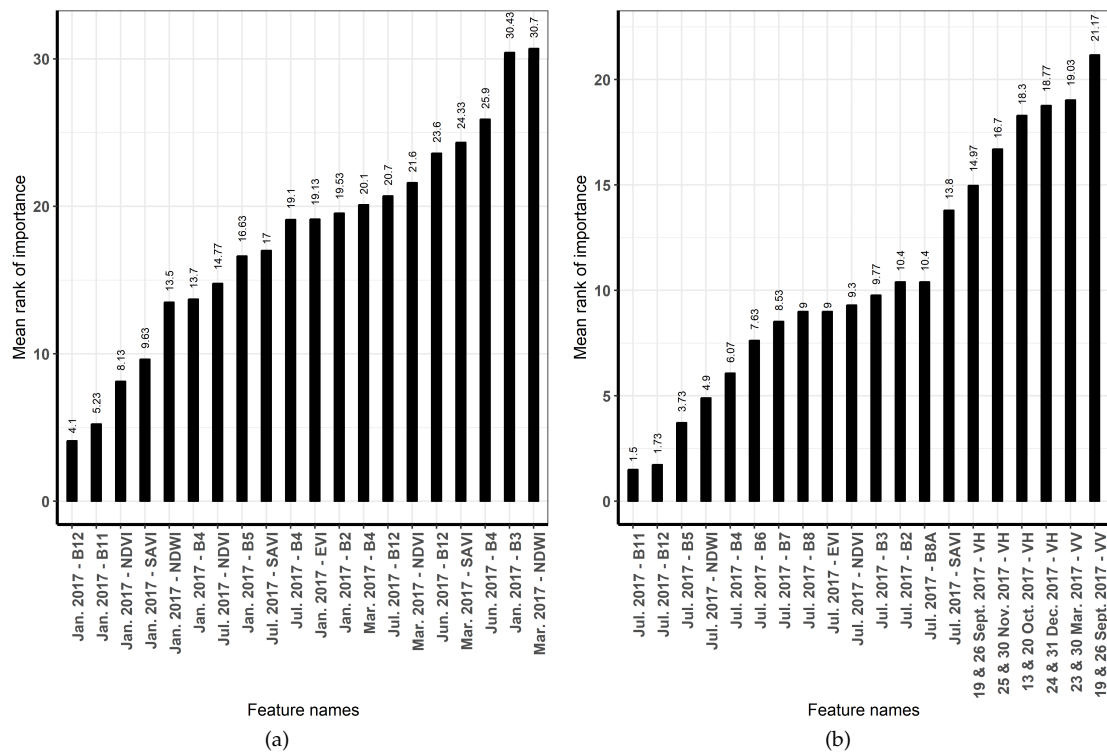 Mean rank of importance
30
20
10
0
4.1
5.23
8.13
9.63
13.5
13.7
14.77
16.63
17
19.1
19.13
19.53
20.1
20.7
21.6
23.6
24.33
25.9
30.43
30.7
Jan. 2017 - B12
Jan. 2017 - B11
Jan. 2017 - NDVI
Jan. 2017 - SAVI
Jan. 2017 - NDWI
Jan. 2017 - B4
Jul. 2017 - NDVI
Jan. 2017 - B5
Jul. 2017 - SAVI
Jul. 2017 - B4
Jan. 2017 - EVI
Jan. 2017 - B2
Mar. 2017 - B4
Jul. 2017 - B12
Mar. 2017 - NDVI
Jun. 2017 - B12
Mar. 2017 - SAVI
Jun. 2017 - B4
Jan. 2017 - B3
Mar. 2017 - NDWI
Feature names
(a)
Mean rank of importance
20
15
10
5
0
1.5
1.73
3.73
4.9
6.07
7.63
8.53
9
9
9.3
9.77
10.4
10.4
13.8
14.97
16.7
18.3
18.77
19.03
21.17
Jul. 2017 - B11
Jul. 2017 - B12
Jul. 2017 - B5
Jul. 2017 - NDWI
Jul. 2017 - B4
Jul. 2017 - B6
Jul. 2017 - B7
Jul. 2017 - B8
Jul. 2017 - EVI
Jul. 2017 - NDVI
Jul. 2017 - B3
Jul. 2017 - B2
Jul. 2017 - B8A
Jul. 2017 - SAVI
19 & 26 Sept. 2017 - VH
25 & 30 Nov. 2017 - VH
13 & 20 Oct. 2017 - VH
24 & 31 Dec. 2017 - VH
23 & 30 Mar. 2017 - VV
19 & 26 Sept. 2017 - VV
Feature names
(b)